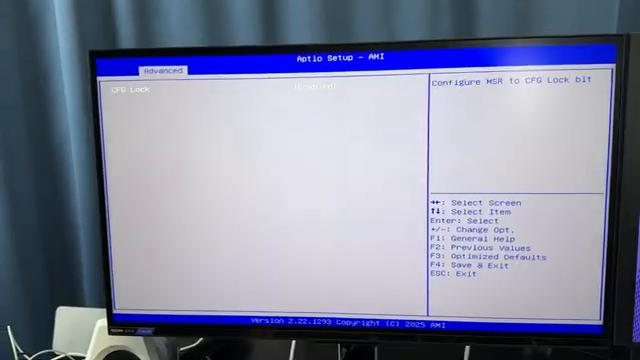 Aptio Setup - AMI
Advanced
CFG Lock [Enabled]
Configure MSR to CFG Lock bit
→←: Select Screen
↑↓: Select Item
Enter: Select
+/-: Change Opt.
F1: General Help
F2: Previous Values
F3: Optimized Defaults
F4: Save & Exit
ESC: Exit
Version 2.22.1293 Copyright (C) 2025 AMI